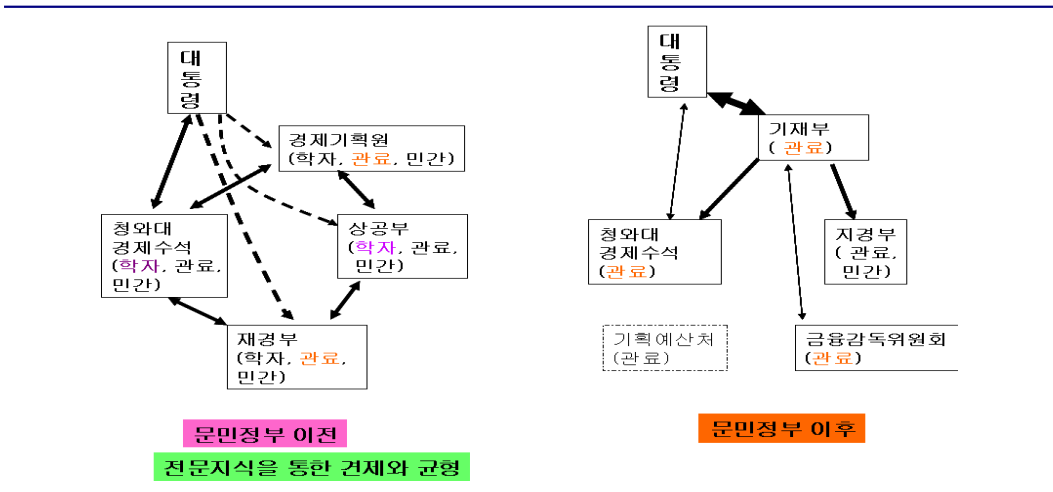 대
통
령
경제기획원
(학자, 관료, 민간)
청와대
경제수석
(학자, 관료,
민간)
상공부
(학자, 관료,
민간)
재경부
(학자, 관료,
민간)
문민정부 이전
전문지식을 통한 견제와 균형
대
통
령
기재부
( 관료)
청와대
경제수석
(관료)
지경부
( 관료,
민간)
기획예산처
(관료)
금융감독위원회
(관료)
문민정부 이후